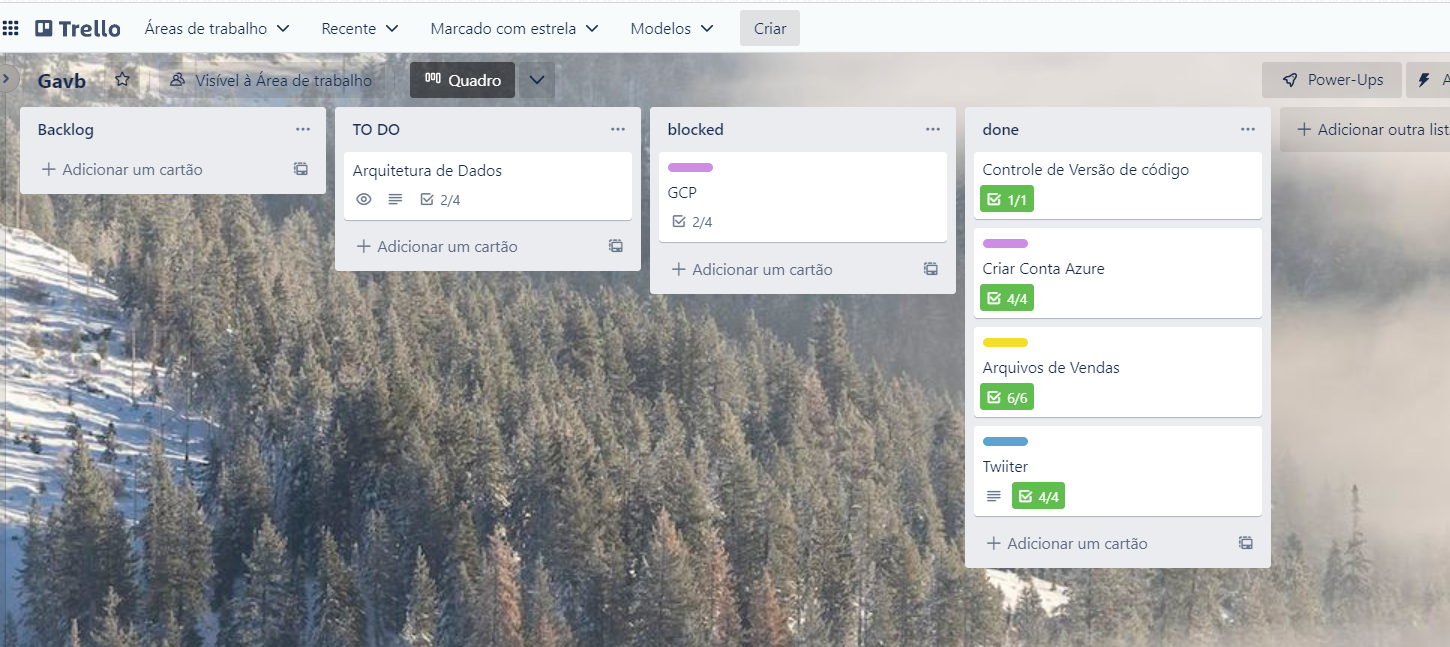 Trello Áreas de trabalho Recente Marcado com estrela Modelos Criar
Gavb Visível à Área de trabalho Quadro Power-Ups A
Backlog
Adicionar um cartão
TO DO
Arquitetura de Dados
2/4
Adicionar um cartão
blocked
GCP
2/4
Adicionar um cartão
done
Controle de Versão de código
1/1
Criar Conta Azure
4/4
Arquivos de Vendas
6/6
Twiiter
4/4
Adicionar um cartão
Adicionar outra list